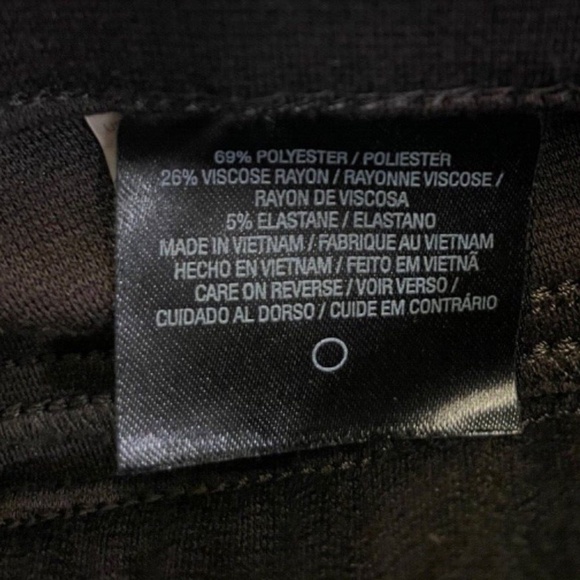 69% POLYESTER / POLIESTER
26% VISCOSE RAYON / RAYONNE VISCOSE /
RAYON DE VISCOSA
5% ELASTANE / ELASTANO
MADE IN VIETNAM / FABRIQUE AU VIETNAM
HECHO EN VIETNAM / FEITO EM VIETNÃ
CARE ON REVERSE / VOIR VERSO /
CUIDADO AL DORSO / CUIDE EM CONTRÁRIO